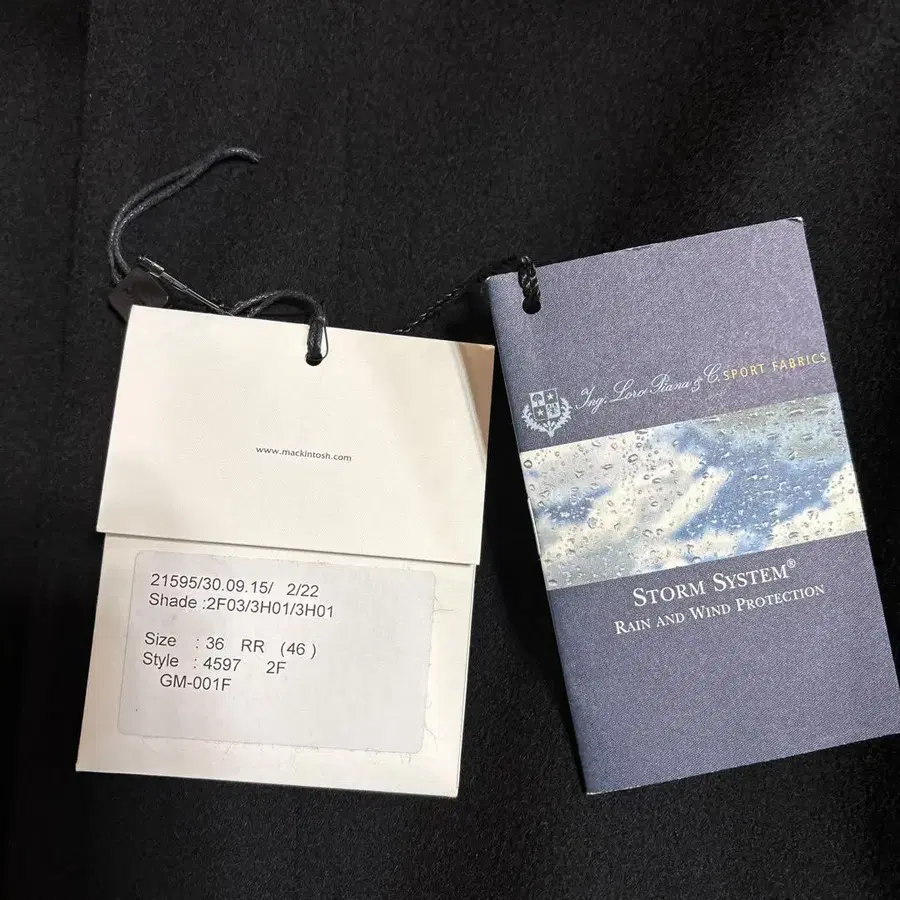 www.mackintosh.com
21595/30.09.15/ 2/22
Shade :2F03/3H01/3H01
Size : 36 RR (46 )
Style : 4597 2F
GM-001F
Ing. Loro Piana & C. SPORT FABRICS
STORM SYSTEM®
RAIN AND WIND PROTECTION